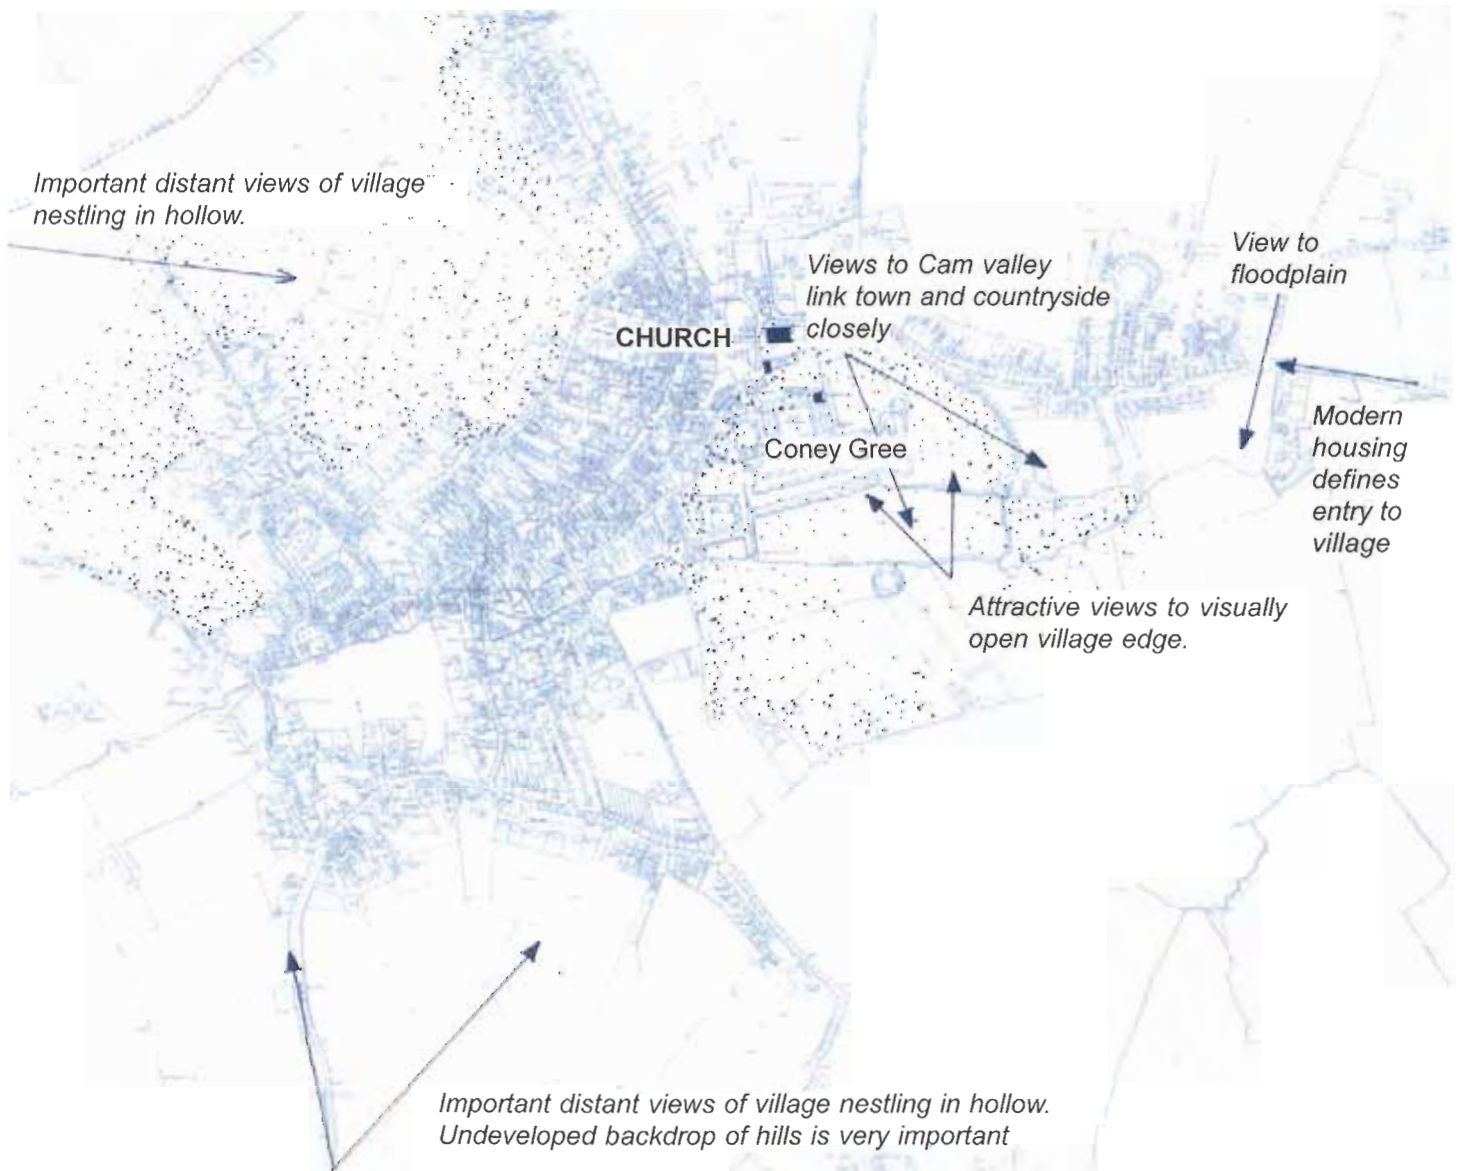 Important distant views of village
nestling in hollow.
View to
floodplain
Views to Cam valley
link town and countryside
closely
CHURCH
Modern
housing
defines
entry to
village
Coney Gree
Attractive views to visually
open village edge.
Important distant views of village nestling in hollow.
Undeveloped backdrop of hills is very important